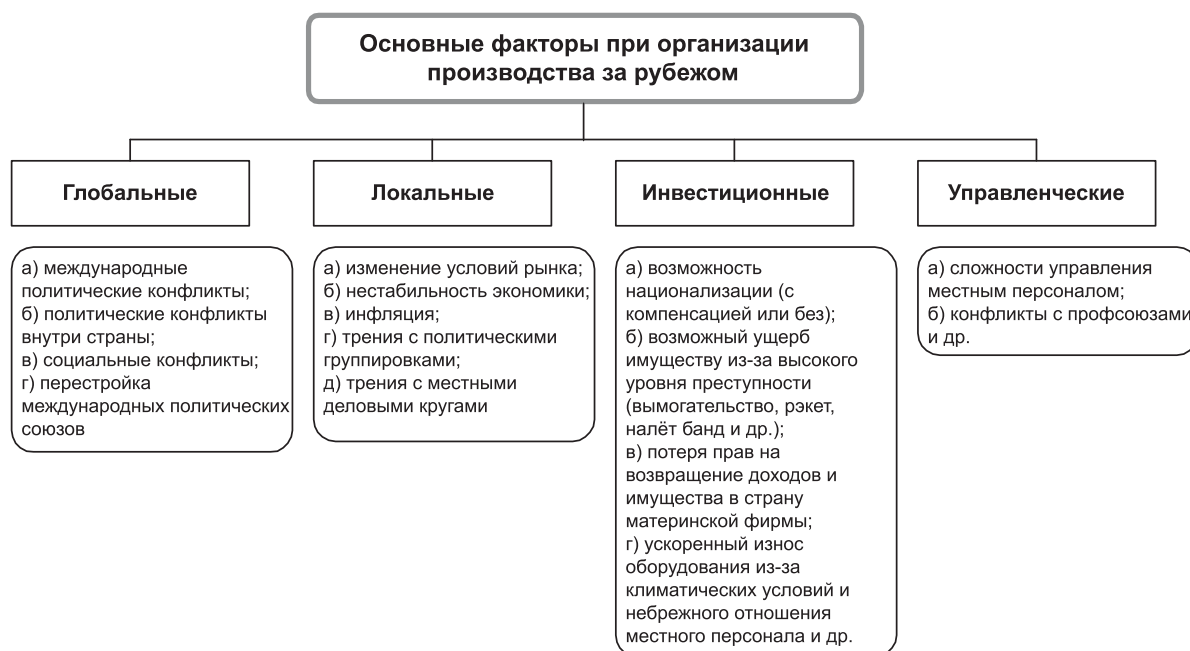 Основные факторы при организации
производства за рубежом
Глобальные
а) международные
политические конфликты;
б) политические конфликты
внутри страны;
в) социальные конфликты;
г) перестройка
международных политических
союзов
Локальные
а) изменение условий рынка;
б) нестабильность экономики;
в) инфляция;
г) трения с политическими
группировками;
д) трения с местными
деловыми кругами
Инвестиционные
а) возможность
национализации (с
компенсацией или без);
б) возможный ущерб
имуществу из-за высокого
уровня преступности
(вымогательство, рэкет,
налёт банд и др.);
в) потеря прав на
возвращение доходов и
имущества в страну
материнской фирмы;
г) ускоренный износ
оборудования из-за
климатических условий и
небрежного отношения
местного персонала и др.
Управленческие
а) сложности управления
местным персоналом;
б) конфликты с профсоюзами
и др.